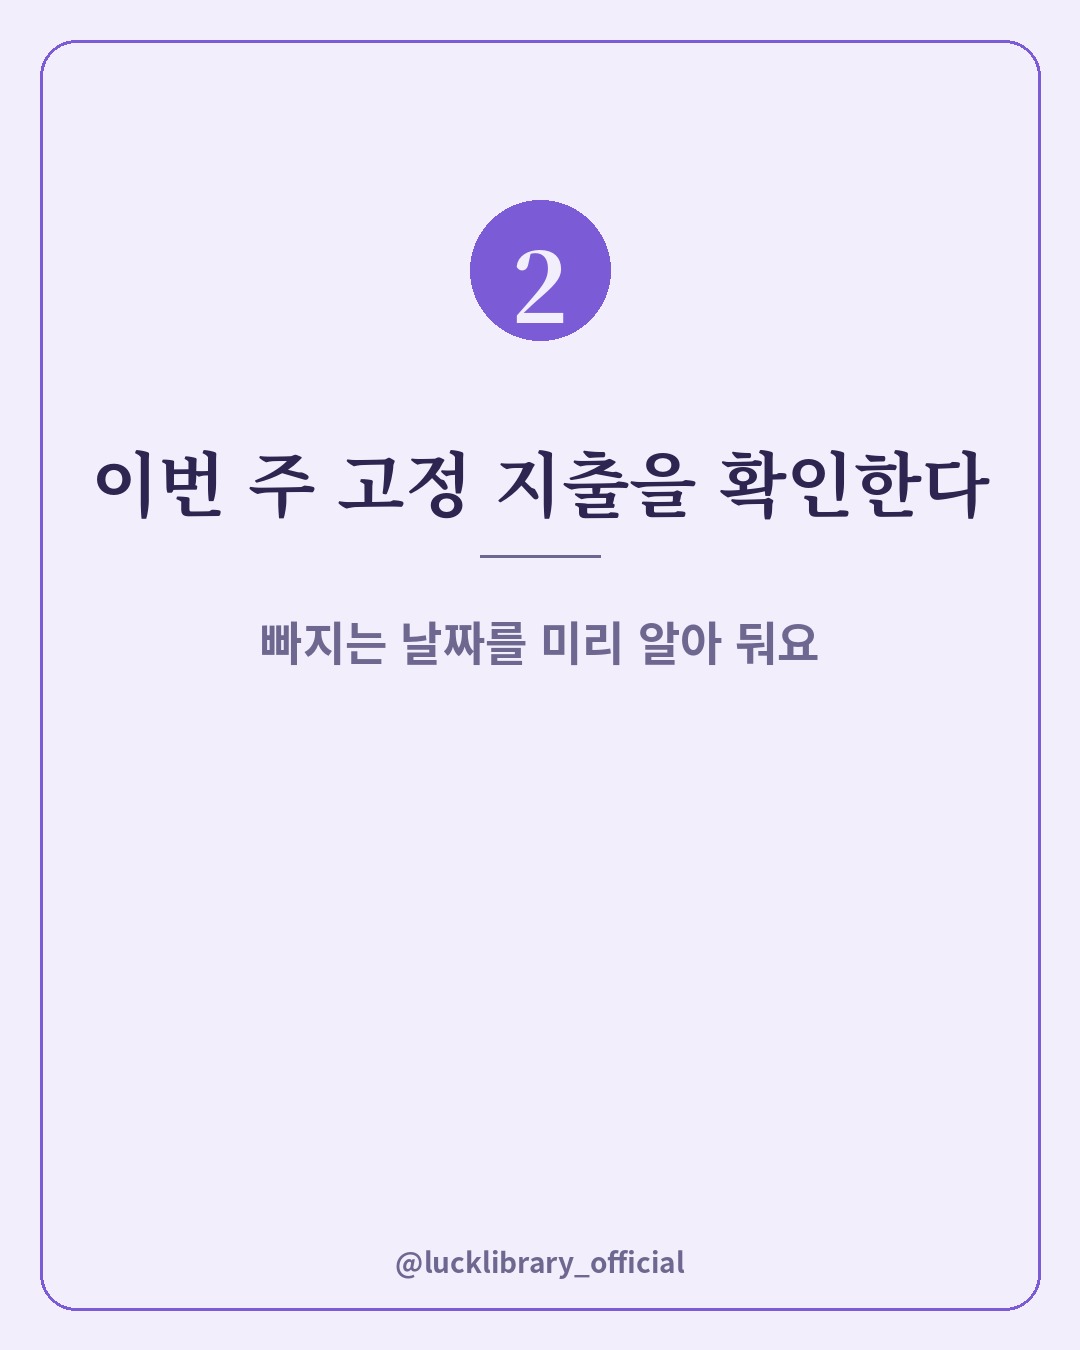 2
이번 주 고정 지출을 확인한다
빠지는 날짜를 미리 알아 둬요
@lucklibrary_official